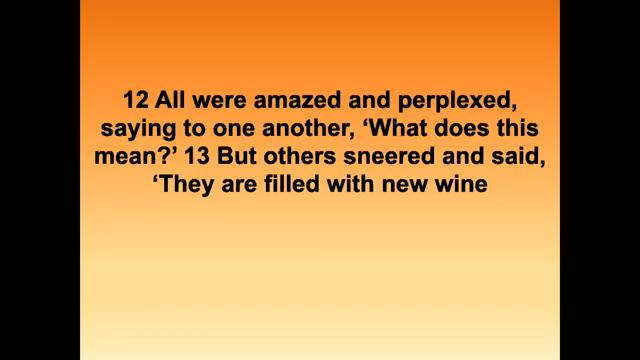 12 All were amazed and perplexed,
saying to one another, ‘What does this
mean?’ 13 But others sneered and said,
‘They are filled with new wine